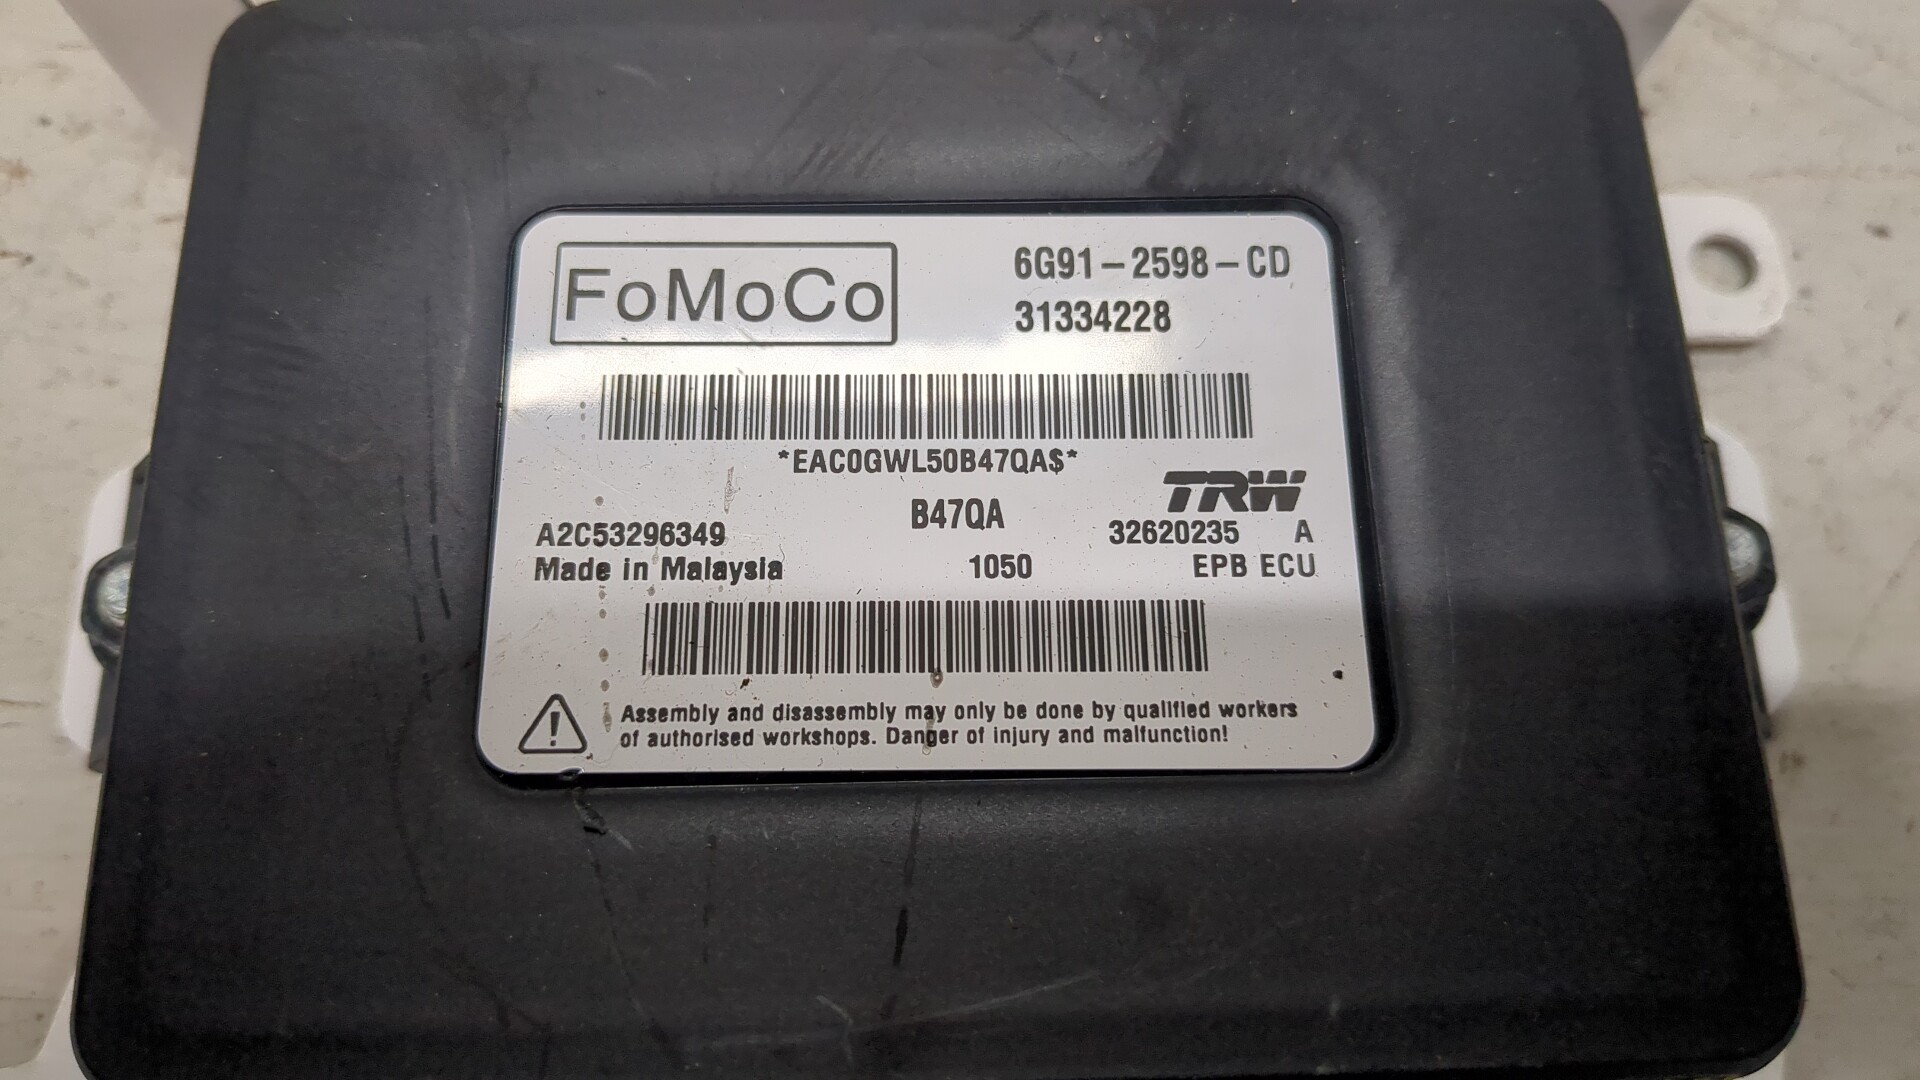 FoMoCo
6G91-2598-CD
31334228
*EAC0GWL50B47QA$*
TRW
B47QA
A2C53296349
32620235 A
Made in Malaysia
1050
EPB ECU
Assembly and disassembly may only be done by qualified workers
of authorised workshops. Danger of injury and malfunction!